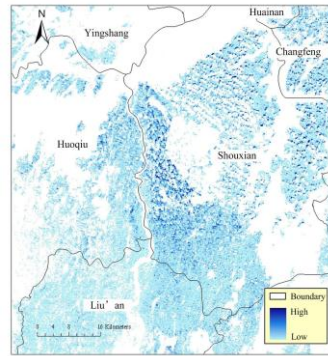 N
Huainan
Yingshang
Changfeng
Huoqiu
Shouxian
Liu' an
Boundary
High
Low
0 4 8 16 Kilometers